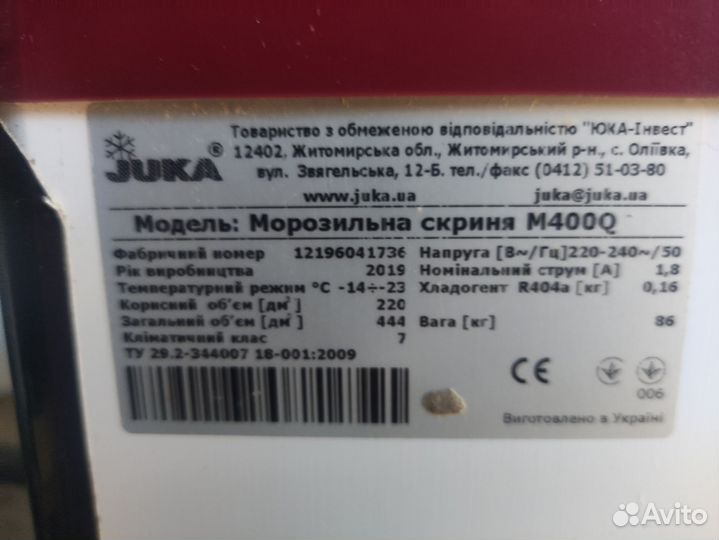 Товариство з обмеженою відповідальністю "ЮКА-Інвест"
JUKA®
12402, Житомирська обл., Житомирський р-н., с. Оліївка,
вул. Звягельська, 12-Б. тел./факс (0412) 51-03-80
www.juka.ua juka@juka.ua
Модель: Морозильна скриня M400Q
Фабричний номер 12196041736 Напруга [В~/Гц]220-240~/50
Рік виробництва 2019 Номінальний струм [А] 1,8
Температурний режим °C -14÷-23 Хладогент R404a [кг] 0,16
Корисний об'єм [дм³] 220
Загальний об'єм [дм³] 444 Вага [кг] 86
Кліматичний клас 7
ТУ 29.2-344007 18-001:2009
CE
006
Виготовлено в Україні
Avito